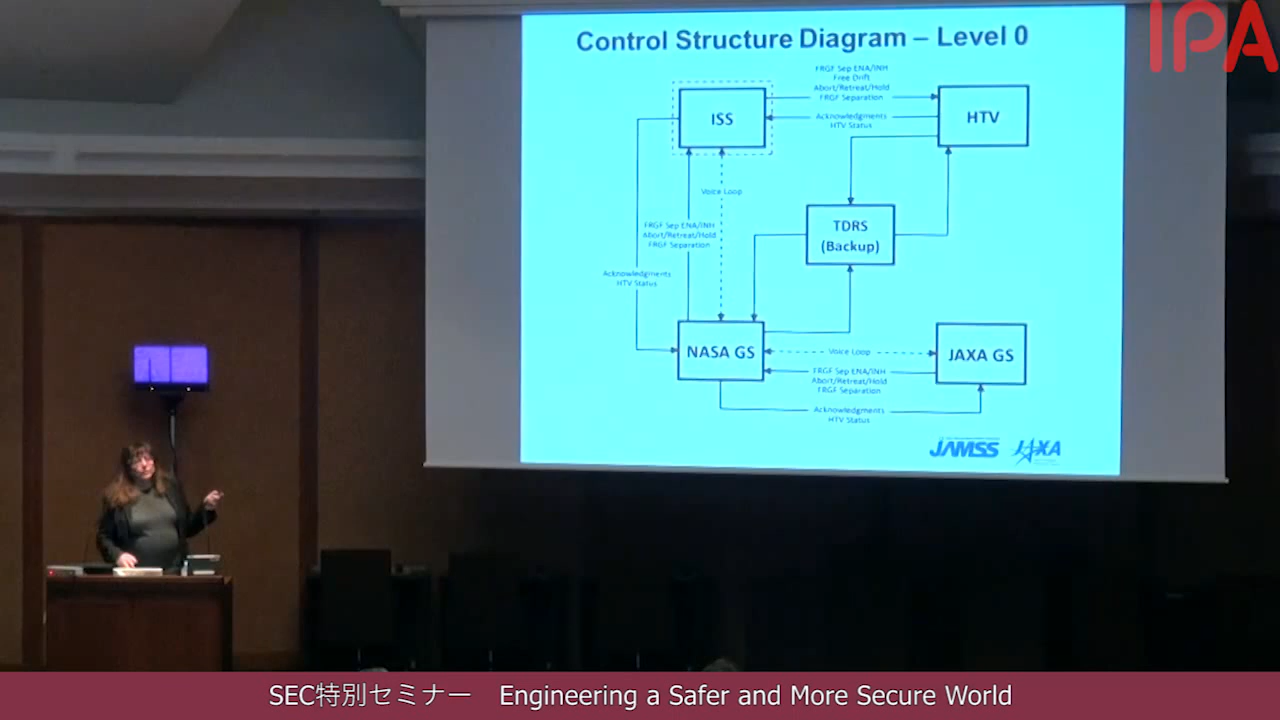 IPA
Control Structure Diagram – Level 0
FRGF Sep ENA/INH
Free Drift
Abort/Retreat/Hold
FRGF Separation
ISS
HTV
Acknowledgments
HTV Status
Voice Loop
TDRS
(Backup)
FRGF Sep ENA/INH
Abort/Retreat/Hold
FRGF Separation
Acknowledgments
HTV Status
NASA GS
Voice Loop
JAXA GS
FRGF Sep ENA/INH
Abort/Retreat/Hold
FRGF Separation
Acknowledgments
HTV Status
JAMSS
JAXA
SEC特別セミナー Engineering a Safer and More Secure World